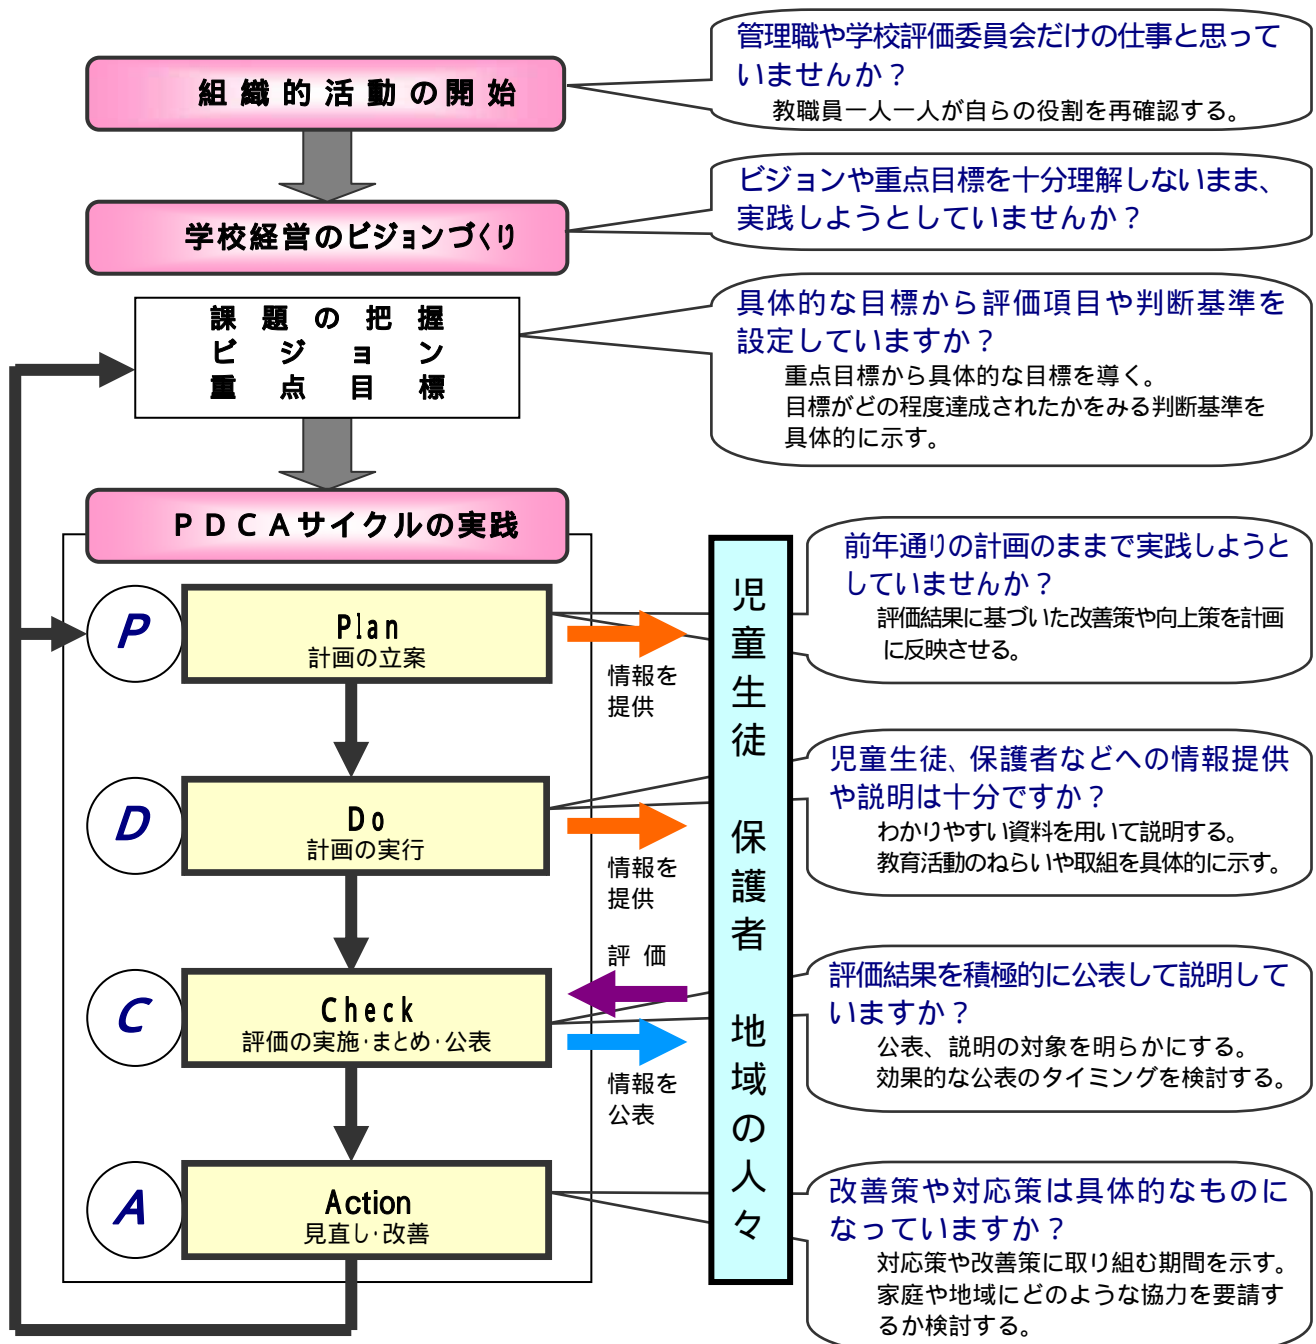 組織的活動の開始
管理職や学校評価委員会だけの仕事と思って
いませんか？
教職員一人一人が自らの役割を再確認する。
学校経営のビジョンづくり
ビジョンや重点目標を十分理解しないまま、
実践しようとしていませんか？
課題の把握
ビジョン
重点目標
具体的な目標から評価項目や判断基準を
設定していますか？
重点目標から具体的な目標を導く。
目標がどの程度達成されたかをみる判断基準を
具体的に示す。
ＰＤＣＡサイクルの実践
P
Plan
計画の立案
情報を
提供
前年通りの計画のままで実践しようと
していませんか？
評価結果に基づいた改善策や向上策を計画
に反映させる。
D
Do
計画の実行
情報を
提供
児童生徒、保護者などへの情報提供
や説明は十分ですか？
わかりやすい資料を用いて説明する。
教育活動のねらいや取組を具体的に示す。
C
Check
評価の実施・まとめ・公表
評価
情報を
公表
評価結果を積極的に公表して説明して
いますか？
公表、説明の対象を明らかにする。
効果的な公表のタイミングを検討する。
A
Action
見直し・改善
改善策や対応策は具体的なものに
なっていますか？
対応策や改善策に取り組む期間を示す。
家庭や地域にどのような協力を要請す
るか検討する。
児童生徒　保護者　地域の人々